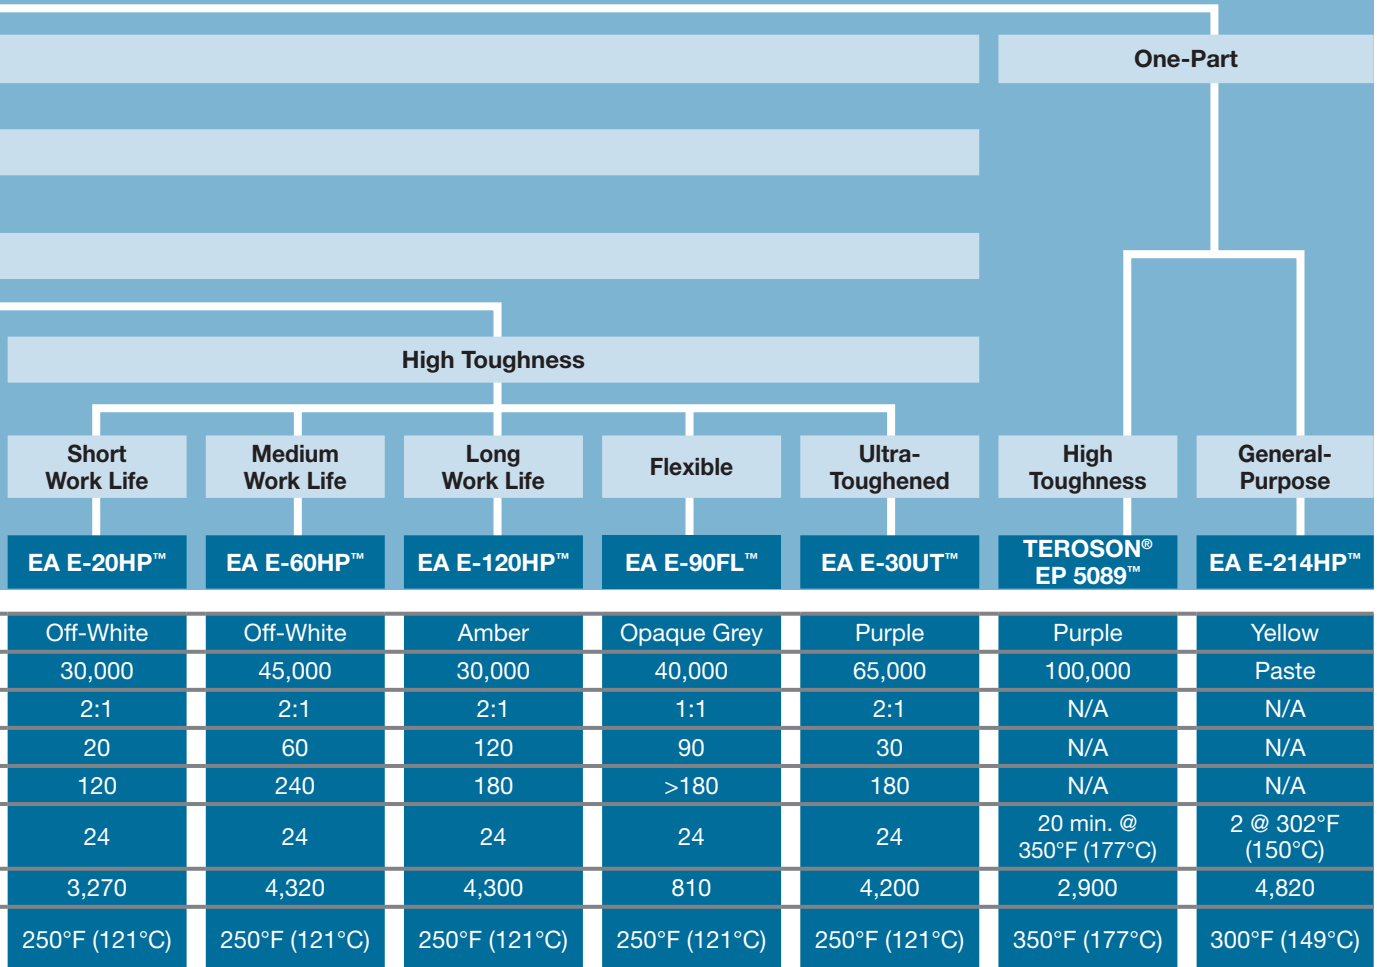 One-Part
High Toughness
Short
Work Life
Medium
Work Life
Long
Work Life
Flexible
Ultra-
Toughened
High
Toughness
General-
Purpose
EA E-20HP™
EA E-60HP™
EA E-120HP™
EA E-90FL™
EA E-30UT™
TEROSON®
EP 5089™
EA E-214HP™
Off-White Off-White Amber Opaque Grey Purple Purple Yellow
30,000 45,000 30,000 40,000 65,000 100,000 Paste
2:1 2:1 2:1 1:1 2:1 N/A N/A
20 60 120 90 30 N/A N/A
120 240 180 >180 180 N/A N/A
24 24 24 24 24
20 min. @
350°F (177°C)
2 @ 302°F
(150°C)
3,270 4,320 4,300 810 4,200 2,900 4,820
250°F (121°C) 250°F (121°C) 250°F (121°C) 250°F (121°C) 250°F (121°C) 350°F (177°C) 300°F (149°C)